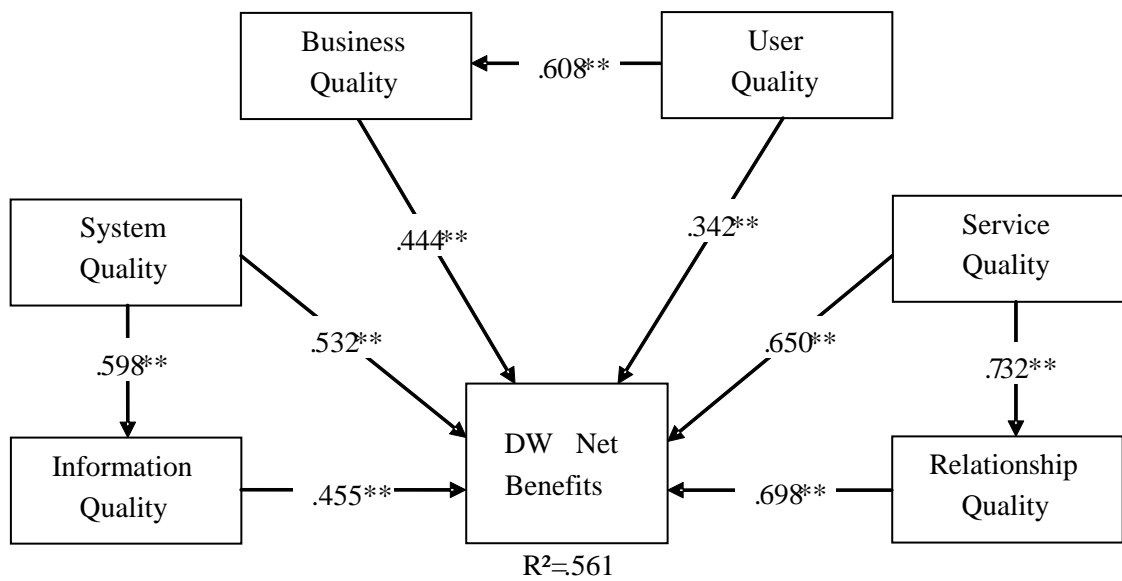 Business
Quality
User
Quality
.608**
System
Quality
.444**
.342**
Service
Quality
.598**
.532**
.650**
.732**
Information
Quality
.455**
DW Net
Benefits
.698**
Relationship
Quality
R²=.561